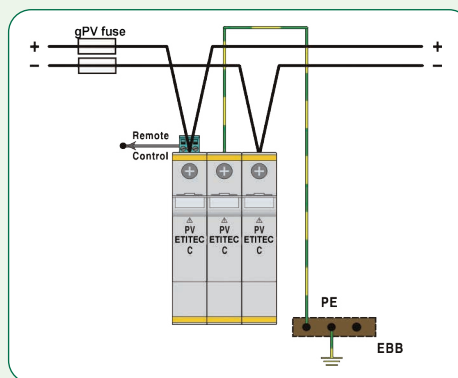 gPV fuse
+ +
– –
Remote
Control
⚠ ⚠ ⚠
PV PV PV
ETITEC ETITEC ETITEC
C C C
PE
EBB